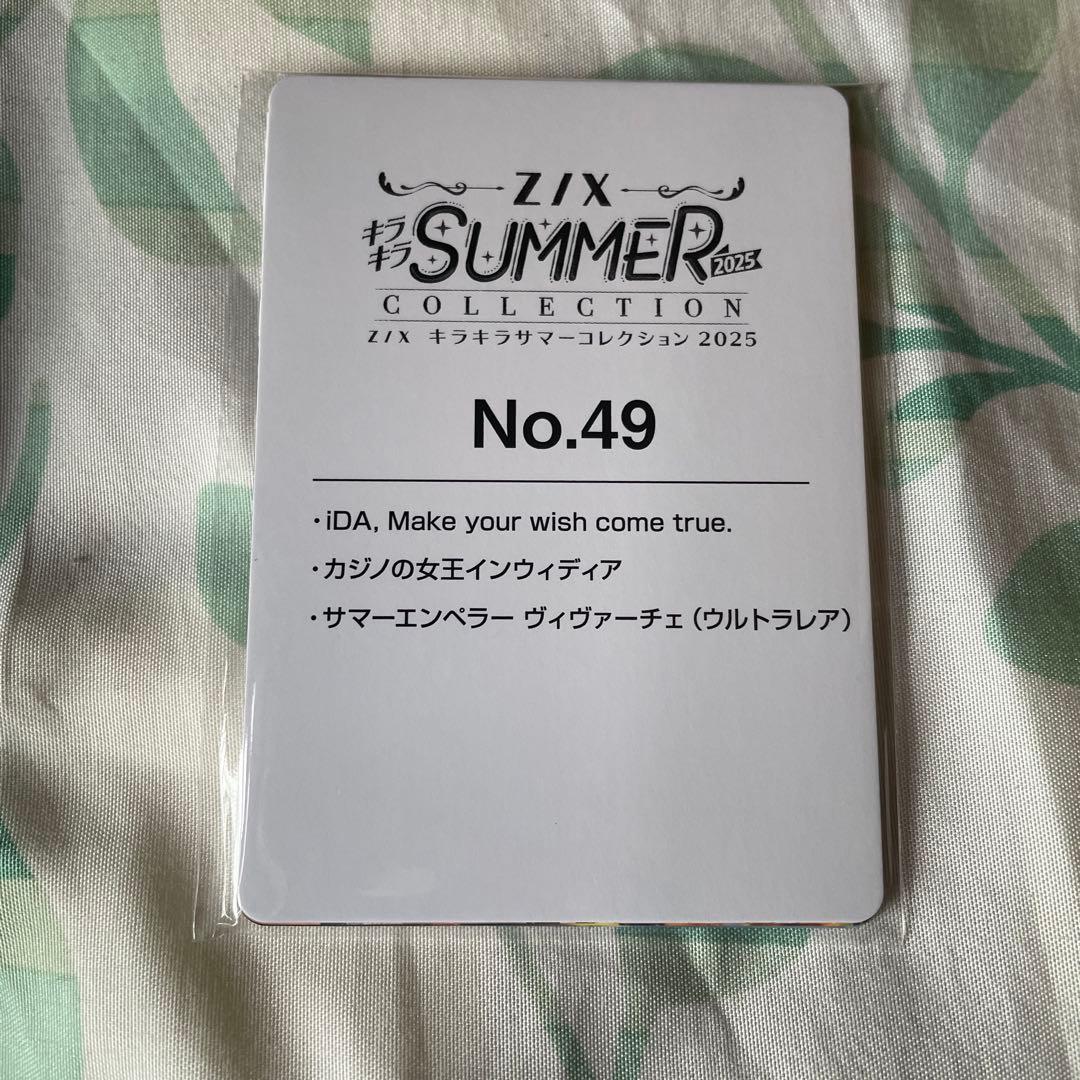 Z/X
キラキラ SUMMER 2025
COLLECTION
Z/X キラキラサマーコレクション 2025
No.49
・iDA, Make your wish come true.
・カジノの女王インウィディア
・サマーエンペラー ヴィヴァーチェ（ウルトラレア）